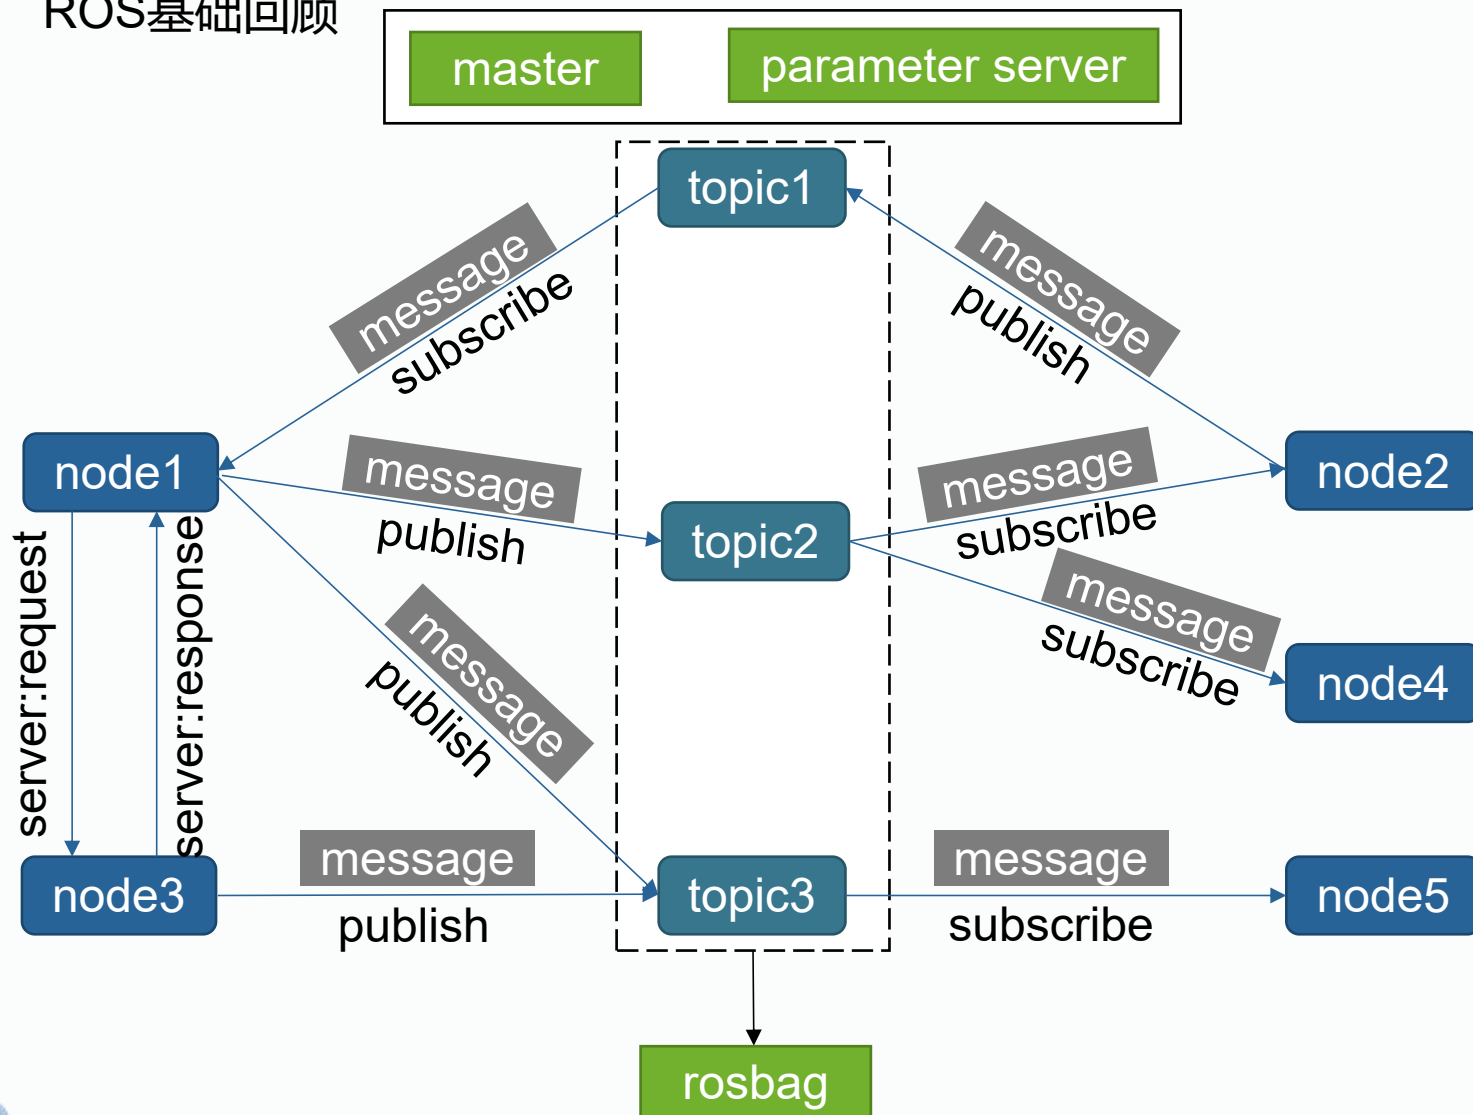 ROS基础回顾
master
parameter server
topic1
message
subscribe
message
publish
node1
message
publish
topic2
message
subscribe
node2
message
subscribe
node4
server:request
server:response
message
publish
node3
message
publish
topic3
message
subscribe
node5
rosbag